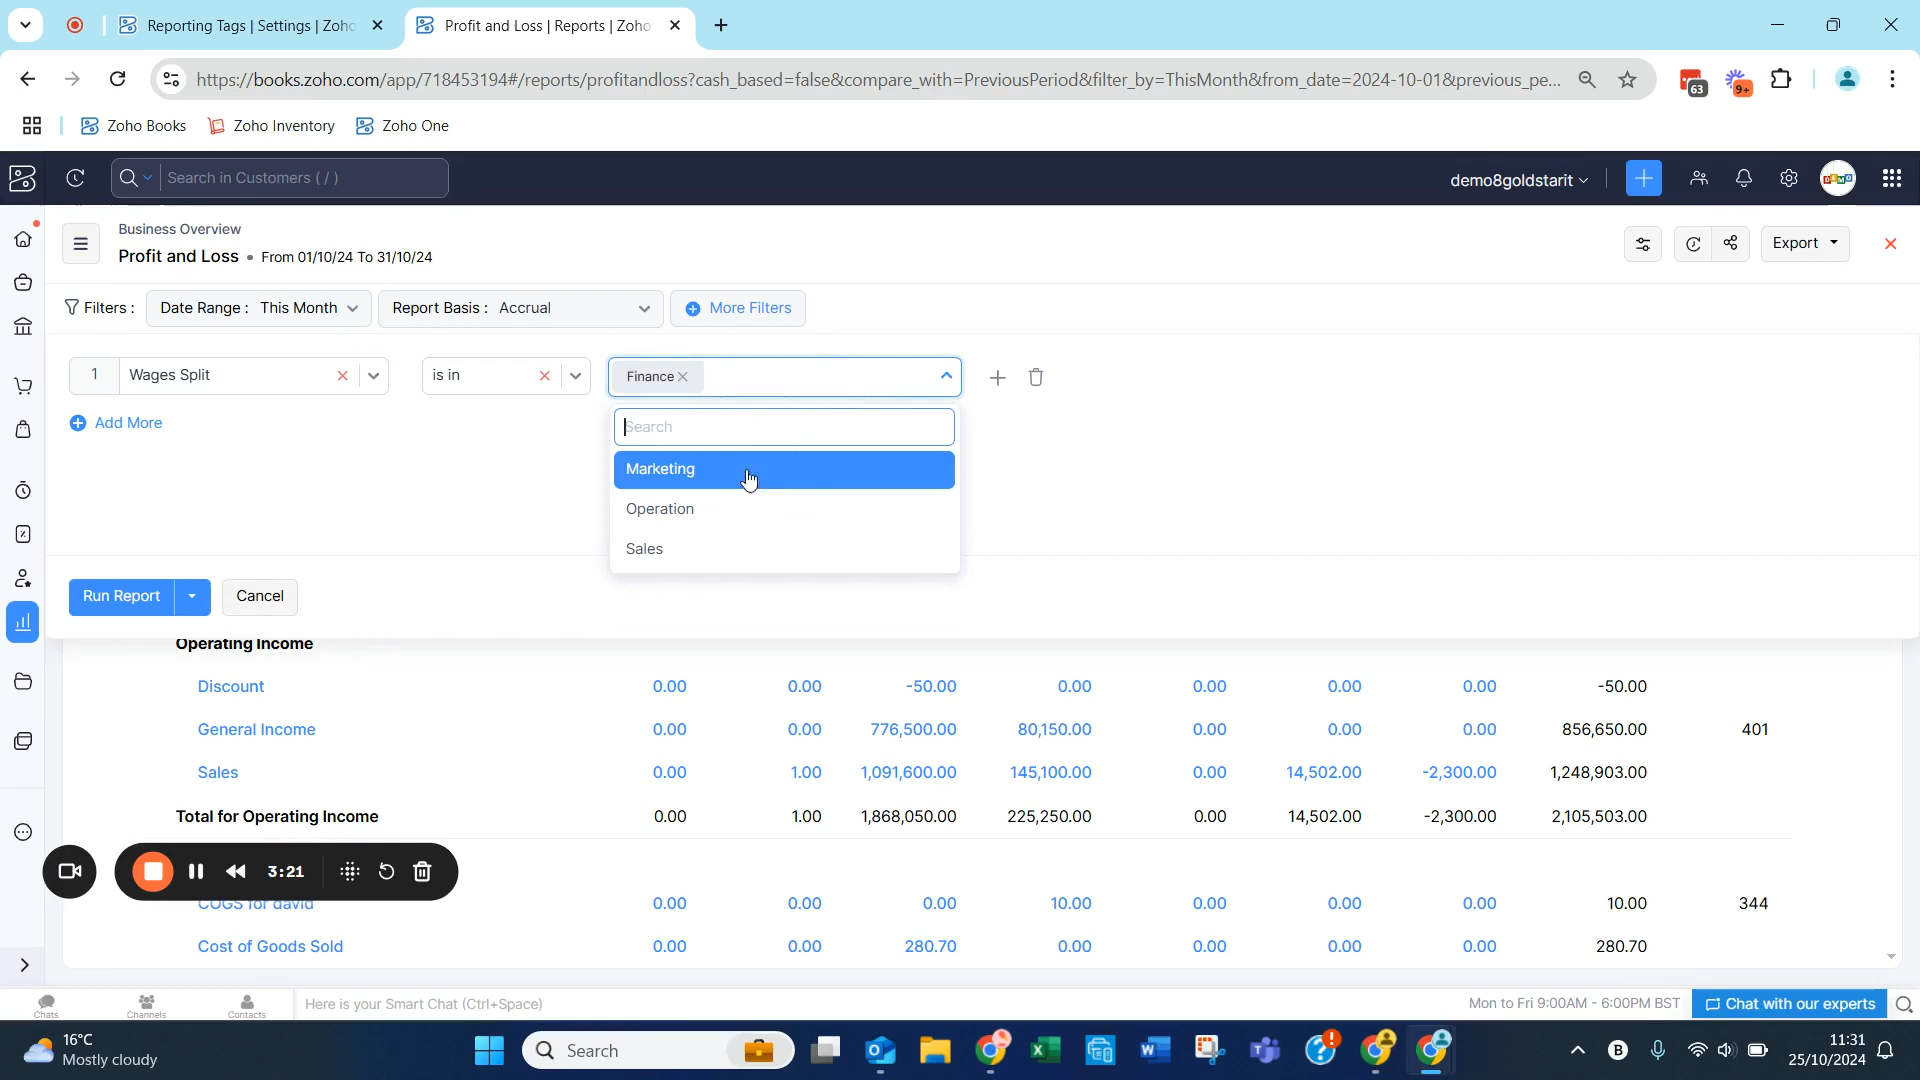 Reporting Tags | Settings | Zoho
Profit and Loss | Reports | Zoho
https://books.zoho.com/app/718453194#/reports/profitandloss?cash_based=false&compare_with=PreviousPeriod&filter_by=ThisMonth&from_date=2024-10-01&previous_pe...
63
9+
Zoho Books
Zoho Inventory
Zoho One
Search in Customers ( / )
demo8goldstarit
DEMO
Business Overview
Profit and Loss • From 01/10/24 To 31/10/24
Export
Filters :
Date Range : This Month
Report Basis : Accrual
More Filters
1 Wages Split
is in
Finance
Add More
Search
Marketing
Operation
Sales
Run Report
Cancel
Operating Income
Discount 0.00 0.00 -50.00 0.00 0.00 0.00 0.00 -50.00
General Income 0.00 0.00 776,500.00 80,150.00 0.00 0.00 0.00 856,650.00 401
Sales 0.00 1.00 1,091,600.00 145,100.00 0.00 14,502.00 -2,300.00 1,248,903.00
Total for Operating Income 0.00 1.00 1,868,050.00 225,250.00 0.00 14,502.00 -2,300.00 2,105,503.00
3:21
COGS for david 0.00 0.00 0.00 10.00 0.00 0.00 0.00 10.00 344
Cost of Goods Sold 0.00 0.00 280.70 0.00 0.00 0.00 0.00 280.70
Chats
Channels
Contacts
Here is your Smart Chat (Ctrl+Space)
Mon to Fri 9:00AM - 6:00PM BST
Chat with our experts
16°C
Mostly cloudy
Search
B
11:31
25/10/2024